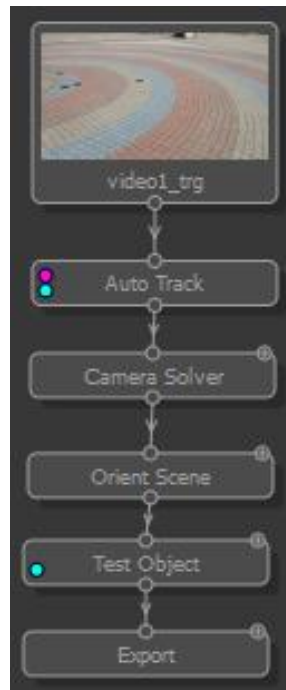 video1_trg
Auto Track
Camera Solver
Orient Scene
Test Object
Export